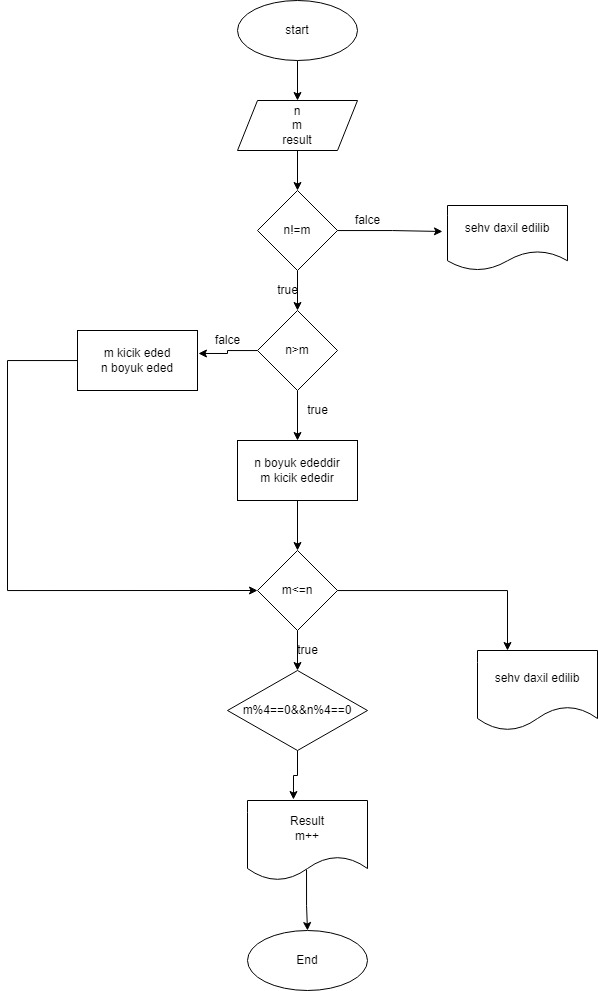 start
n
m
result
n!=m
falce
sehv daxil edilib
true
n>m
falce
m kicik eded
n boyuk eded
true
n boyuk ededdir
m kicik ededir
m<=n
true
sehv daxil edilib
m%4==0&&n%4==0
Result
m++
End